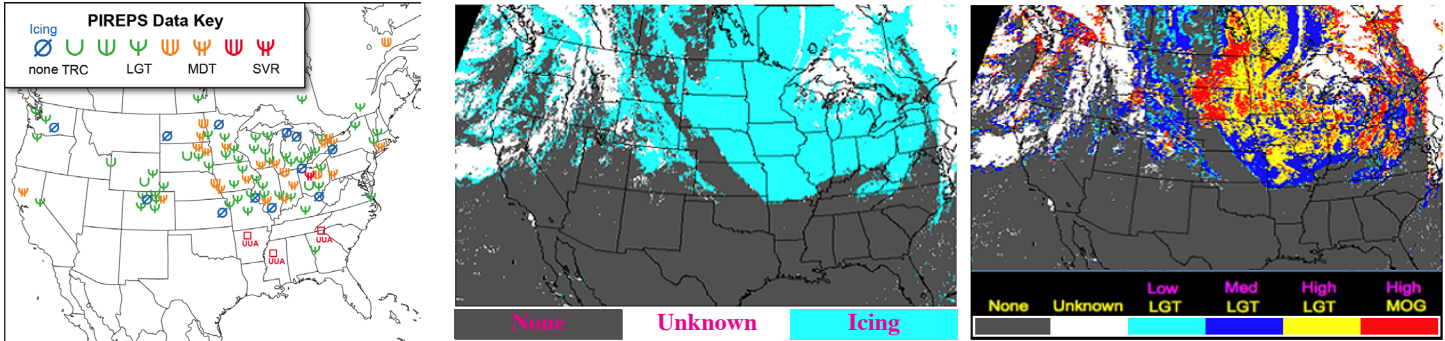 PIREPS Data Key
Icing
none TRC LGT MDT SVR
UUA
UUA
UUA
None Unknown Icing
Low Med High High
None Unknown LGT LGT LGT MOG